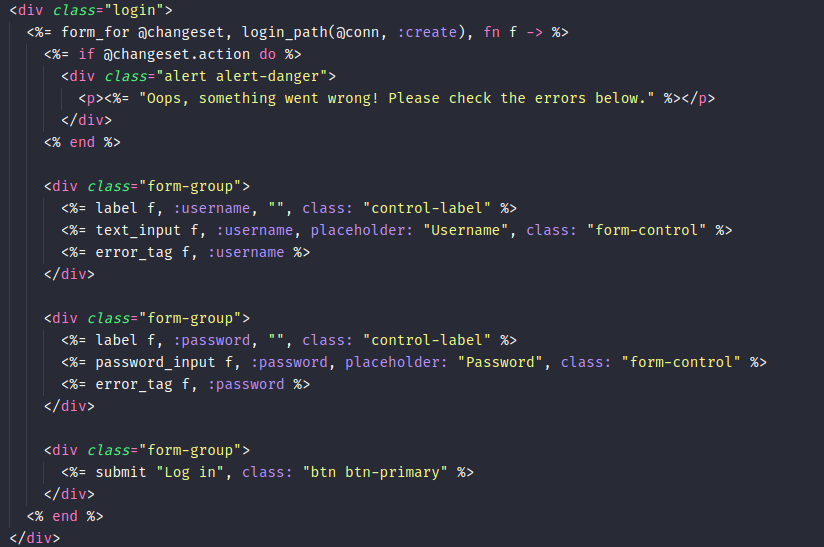 <div class="login">
  <%= form_for @changeset, login_path(@conn, :create), fn f -> %>
    <%= if @changeset.action do %>
      <div class="alert alert-danger">
        <p><%= "Oops, something went wrong! Please check the errors below." %></p>
      </div>
    <% end %>

    <div class="form-group">
      <%= label f, :username, "", class: "control-label" %>
      <%= text_input f, :username, placeholder: "Username", class: "form-control" %>
      <%= error_tag f, :username %>
    </div>

    <div class="form-group">
      <%= label f, :password, "", class: "control-label" %>
      <%= password_input f, :password, placeholder: "Password", class: "form-control" %>
      <%= error_tag f, :password %>
    </div>

    <div class="form-group">
      <%= submit "Log in", class: "btn btn-primary" %>
    </div>
  <% end %>
</div>